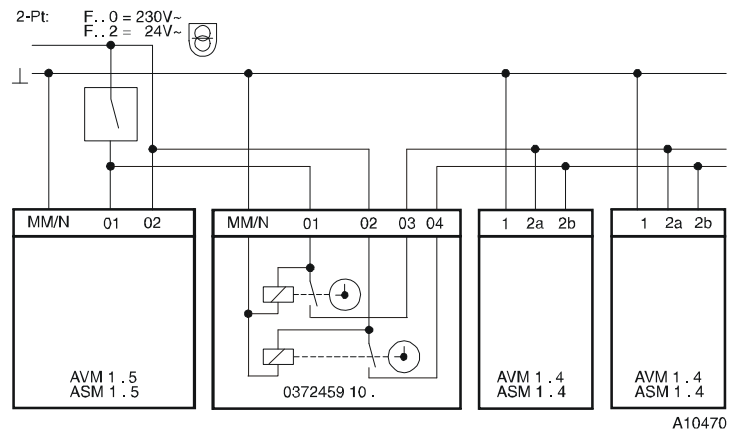 2-Pt: F . . 0 = 230V~
F . . 2 = 24V~
⊥
MM/N 01 02
MM/N 01 02 03 04
1 2a 2b
1 2a 2b
AVM 1 . 5
ASM 1 . 5
0372459 10 .
AVM 1 . 4
ASM 1 . 4
AVM 1 . 4
ASM 1 . 4
A10470